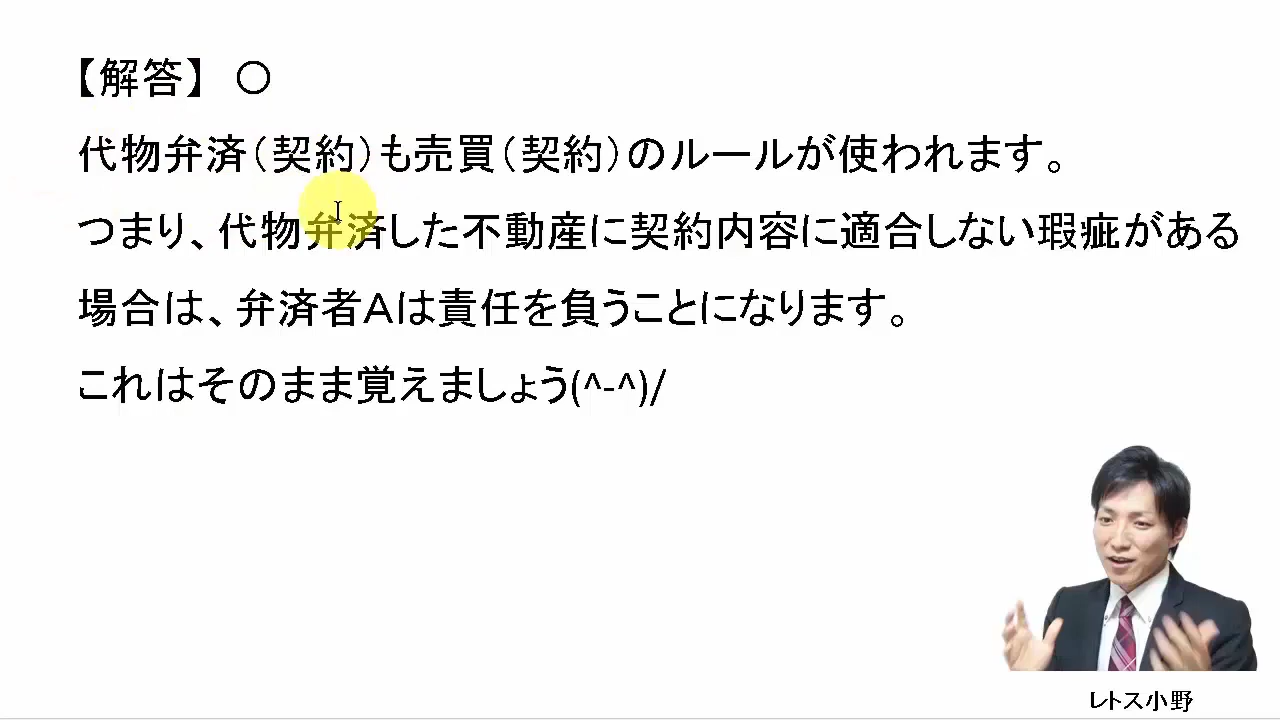 【解答】 ○
代物弁済（契約）も売買（契約）のルールが使われます。
つまり、代物弁済した不動産に契約内容に適合しない瑕疵がある
場合は、弁済者Aは責任を負うことになります。
これはそのまま覚えましょう(^-^)/
レトス小野